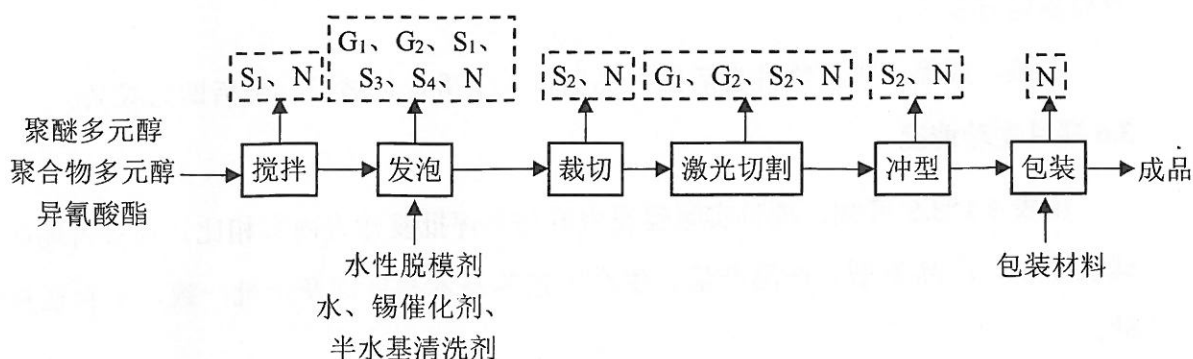 G₁、G₂、S₁、
S₃、S₄、N
S₁、N
S₂、N
G₁、G₂、S₂、N
S₂、N
N
聚醚多元醇
聚合物多元醇
异氰酸酯
搅拌
发泡
裁切
激光切割
冲型
包装
成品
水性脱模剂
水、锡催化剂、
半水基清洗剂
包装材料